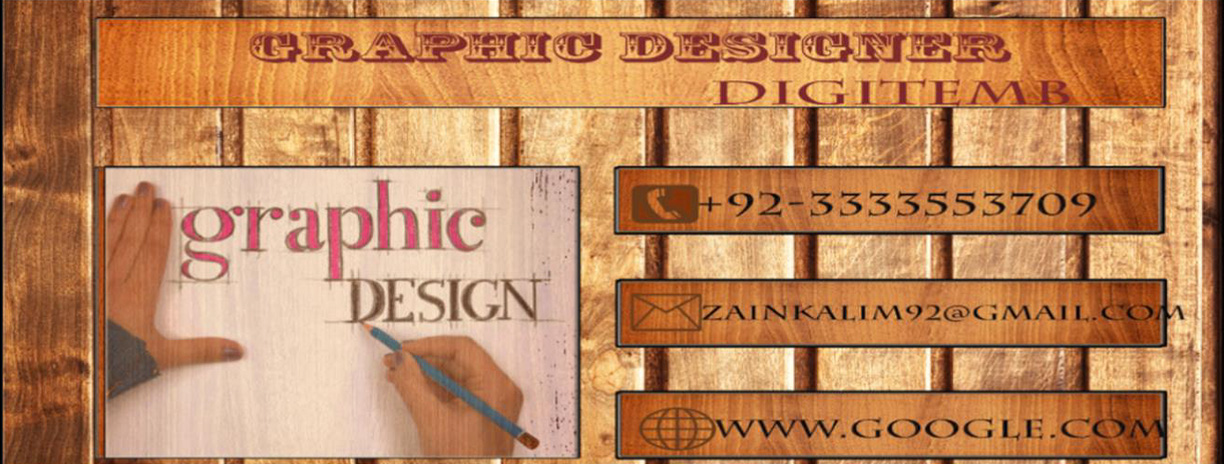 GRAPHIC DESIGNER
DIGITEMB
graphic
DESIGN
+92-3333553709
ZAINKALIM92@GMAIL.COM
WWW.GOOGLE.COM